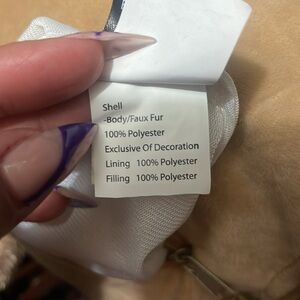 Shell
-Body/Faux Fur
100% Polyester
Exclusive Of Decoration
Lining 100% Polyester
Filling 100% Polyester